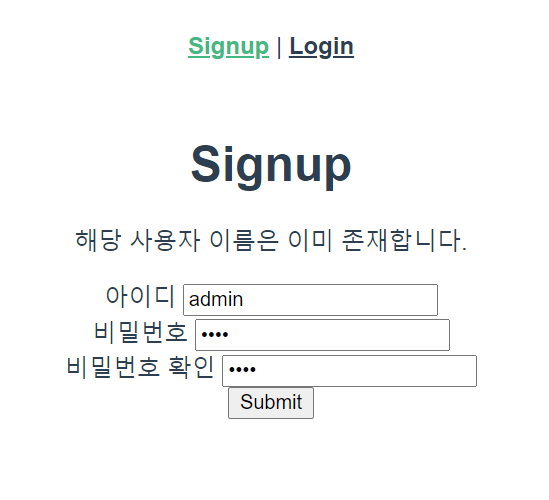 Signup | Login
Signup
해당 사용자 이름은 이미 존재합니다.
아이디 admin
비밀번호 ••••
비밀번호 확인 ••••
Submit